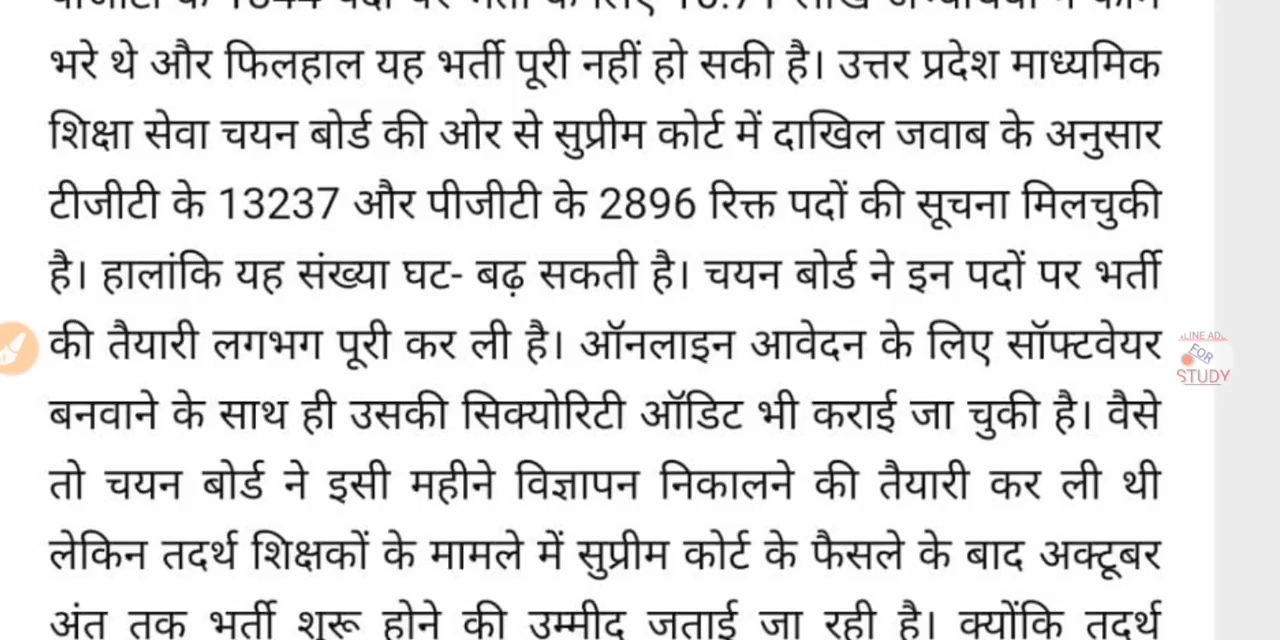 भरे थे और फिलहाल यह भर्ती पूरी नहीं हो सकी है। उत्तर प्रदेश माध्यमिक
शिक्षा सेवा चयन बोर्ड की ओर से सुप्रीम कोर्ट में दाखिल जवाब के अनुसार
टीजीटी के 13237 और पीजीटी के 2896 रिक्त पदों की सूचना मिलचुकी
है। हालांकि यह संख्या घट- बढ़ सकती है। चयन बोर्ड ने इन पदों पर भर्ती
की तैयारी लगभग पूरी कर ली है। ऑनलाइन आवेदन के लिए सॉफ्टवेयर
बनवाने के साथ ही उसकी सिक्योरिटी ऑडिट भी कराई जा चुकी है। वैसे
तो चयन बोर्ड ने इसी महीने विज्ञापन निकालने की तैयारी कर ली थी
लेकिन तदर्थ शिक्षकों के मामले में सुप्रीम कोर्ट के फैसले के बाद अक्टूबर
अंत तक भर्ती शुरू होने की उम्मीद जताई जा रही है। क्योंकि तदर्थ
FOR
STUDY